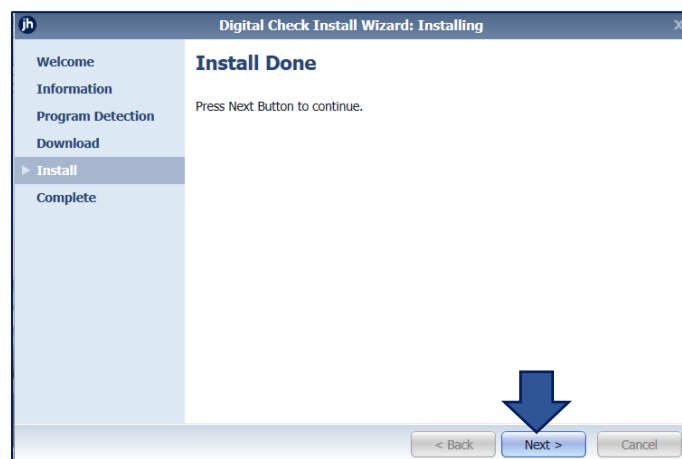 jh
Digital Check Install Wizard: Installing
X
Welcome
Information
Program Detection
Download
Install
Complete
Install Done
Press Next Button to continue.
< Back
Next >
Cancel